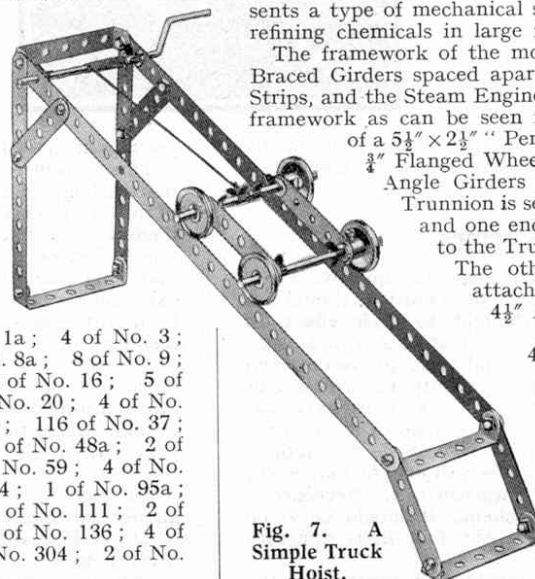 sents a type of mechanical s
refining chemicals in large
The framework of the mo
Braced Girders spaced apar
Strips, and the Steam Engine
framework as can be seen
of a 5½″ × 2½″ “ Per
¾″ Flanged Wheel
Angle Girders
Trunnion is se
and one end
to the Tru
The oth
attach
4½″
4
1a ; 4 of No. 3 ;
. 8a ; 8 of No. 9 ;
of No. 16 ; 5 of
No. 20 ; 4 of No.
; 116 of No. 37 ;
of No. 48a ; 2 of
No. 59 ; 4 of No.
4 ; 1 of No. 95a ;
of No. 111 ; 2 of
of No. 136 ; 4 of
No. 304 ; 2 of No.
Fig. 7. A
Simple Truck
Hoist.